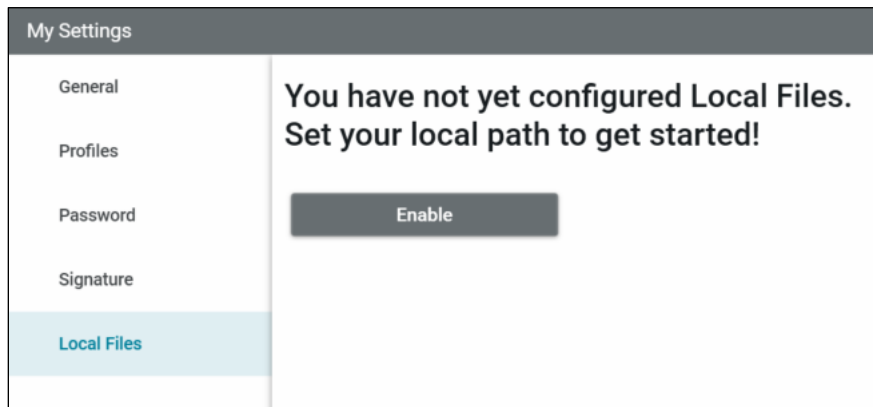 My Settings
General
Profiles
Password
Signature
Local Files
You have not yet configured Local Files.
Set your local path to get started!
Enable